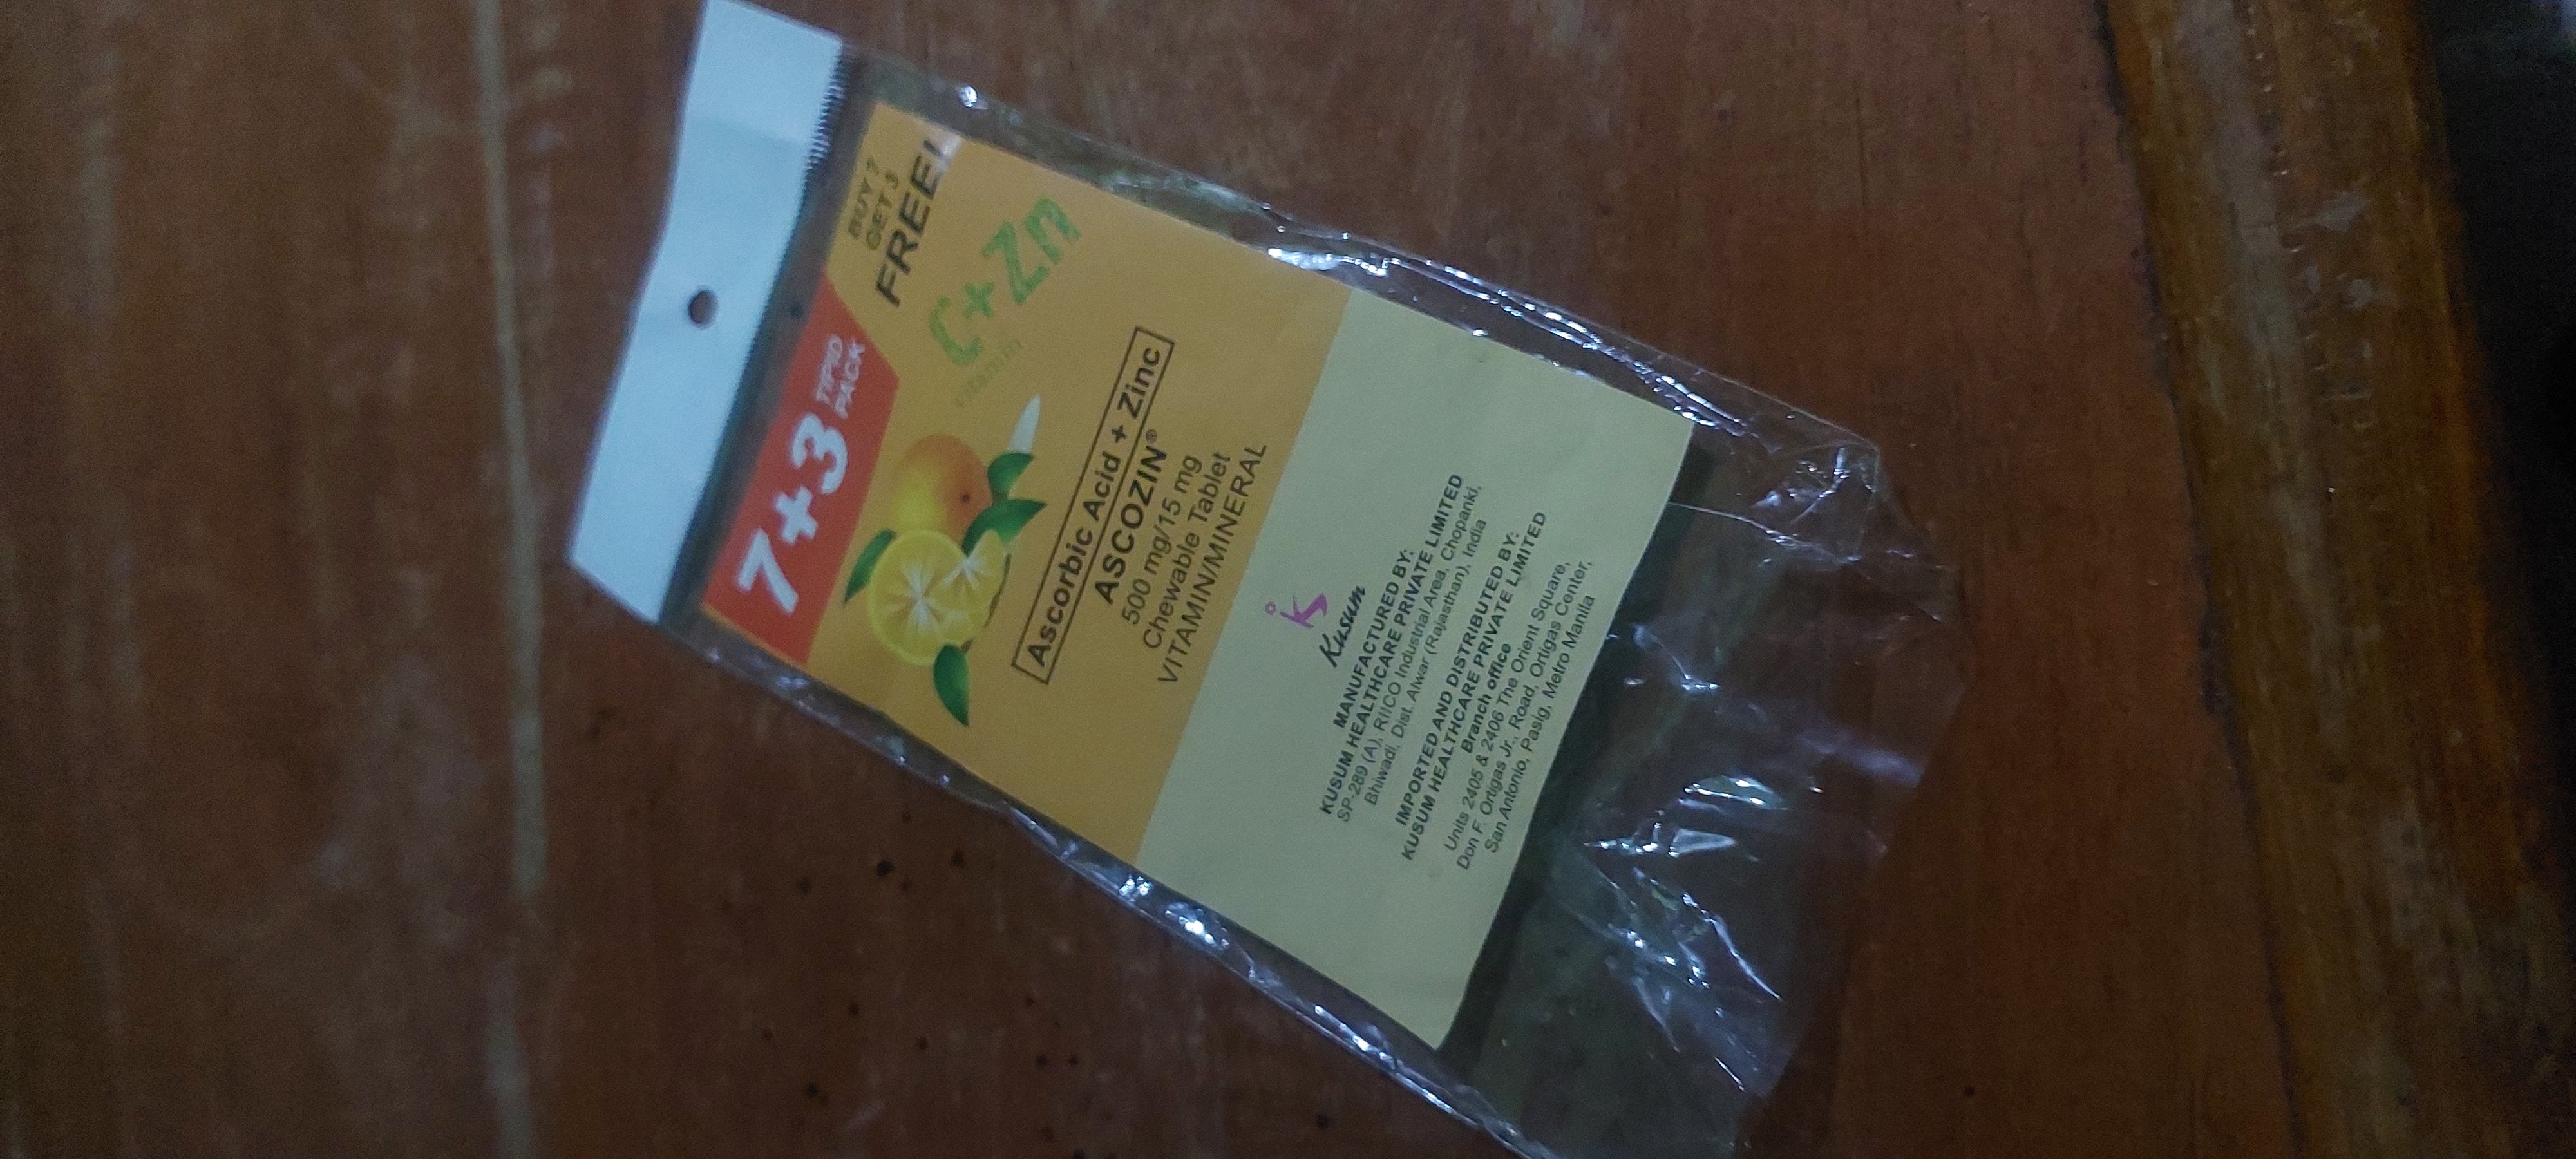 7+3 TIPID PACK
BUY 7
GET 3
FREE!
C+Zn
vitamin
Ascorbic Acid + Zinc
ASCOZIN®
500 mg/15 mg
Chewable Tablet
VITAMIN/MINERAL
Kusum
MANUFACTURED BY:
KUSUM HEALTHCARE PRIVATE LIMITED
SP-289 (A), RIICO Industrial Area, Chopanki,
Bhiwadi, Dist. Alwar (Rajasthan), India
IMPORTED AND DISTRIBUTED BY:
KUSUM HEALTHCARE PRIVATE LIMITED
Branch office
Units 2405 & 2406 The Orient Square,
Don F. Ortigas Jr., Road, Ortigas Center,
San Antonio, Pasig, Metro Manila